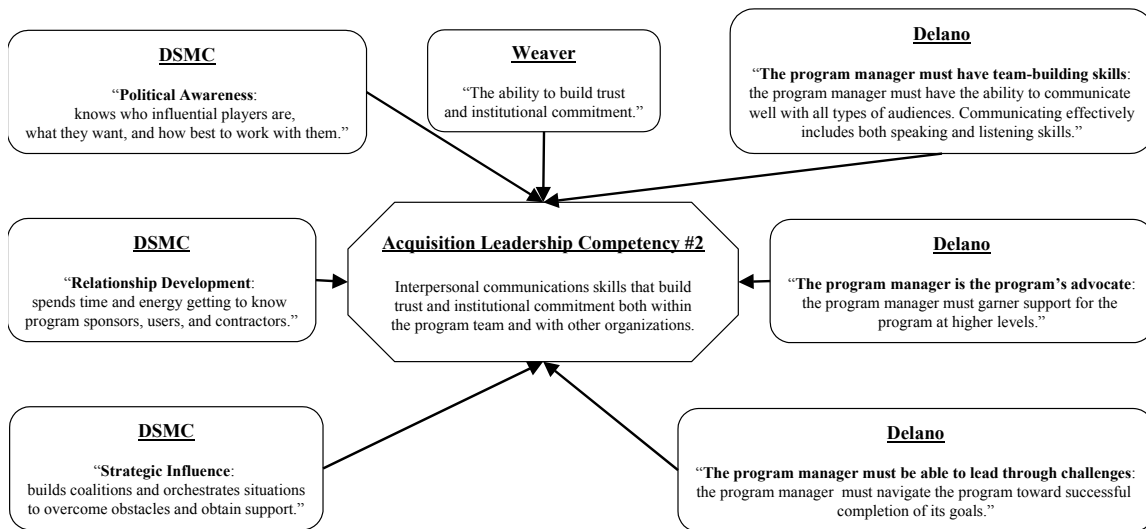 DSMC
“Political Awareness:
knows who influential players are,
what they want, and how best to work with them.”
Weaver
“The ability to build trust
and institutional commitment.”
Delano
“The program manager must have team-building skills:
the program manager must have the ability to communicate
well with all types of audiences. Communicating effectively
includes both speaking and listening skills.”
DSMC
“Relationship Development:
spends time and energy getting to know
program sponsors, users, and contractors.”
Acquisition Leadership Competency #2
Interpersonal communications skills that build
trust and institutional commitment both within
the program team and with other organizations.
Delano
“The program manager is the program’s advocate:
the program manager must garner support for the
program at higher levels.”
DSMC
“Strategic Influence:
builds coalitions and orchestrates situations
to overcome obstacles and obtain support.”
Delano
“The program manager must be able to lead through challenges:
the program manager must navigate the program toward successful
completion of its goals.”